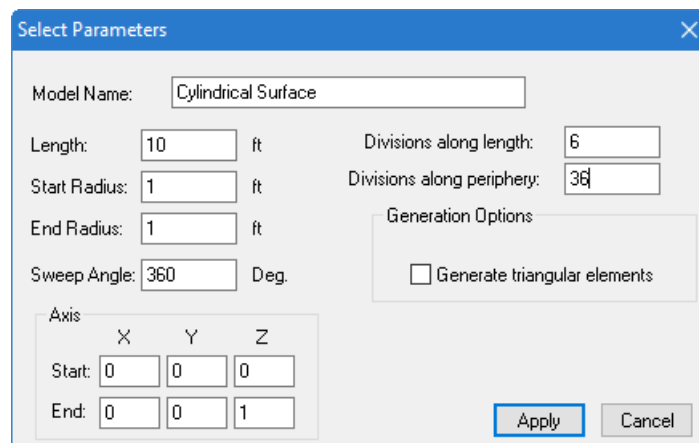 Select Parameters
Model Name: Cylindrical Surface
Length: 10 ft
Divisions along length: 6
Start Radius: 1 ft
Divisions along periphery: 36
End Radius: 1 ft
Generation Options
Sweep Angle: 360 Deg.
Generate triangular elements
Axis
X Y Z
Start: 0 0 0
End: 0 0 1
Apply Cancel